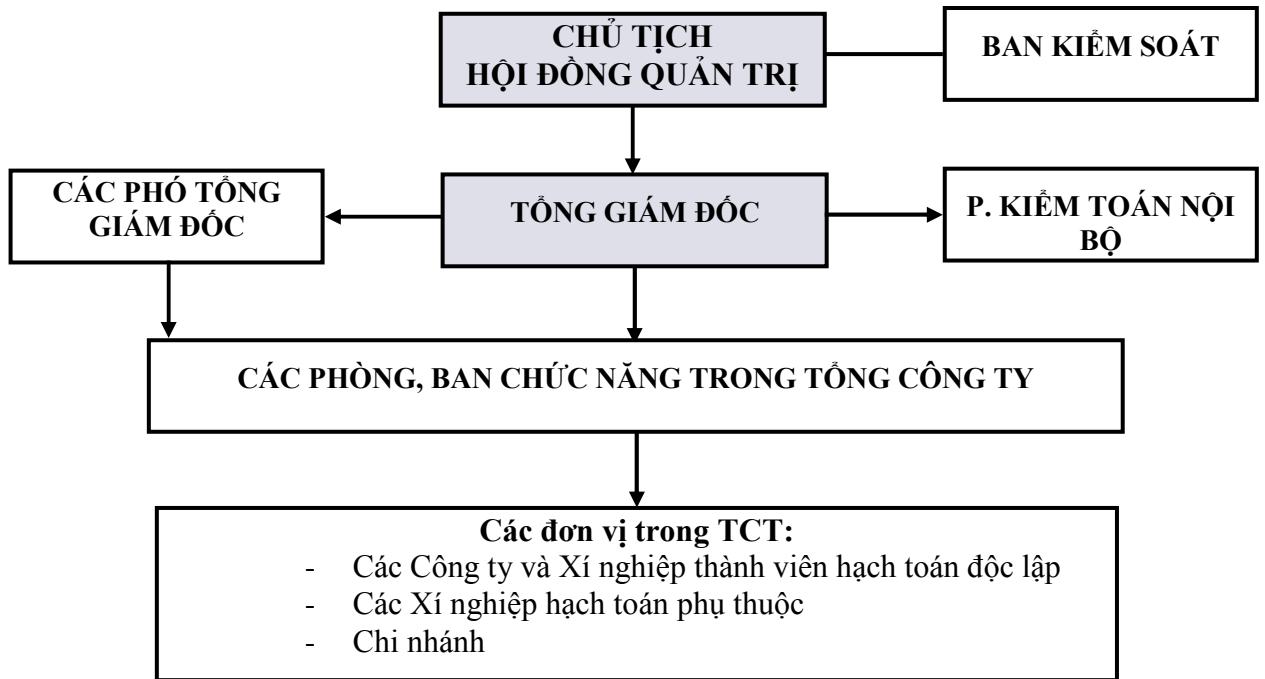 CHỦ TỊCH
HỘI ĐỒNG QUẢN TRỊ
BAN KIỂM SOÁT
CÁC PHÓ TỔNG
GIÁM ĐỐC
TỔNG GIÁM ĐỐC
P. KIỂM TOÁN NỘI
BỘ
CÁC PHÒNG, BAN CHỨC NĂNG TRONG TỔNG CÔNG TY
Các đơn vị trong TCT:
- Các Công ty và Xí nghiệp thành viên hạch toán độc lập
- Các Xí nghiệp hạch toán phụ thuộc
- Chi nhánh